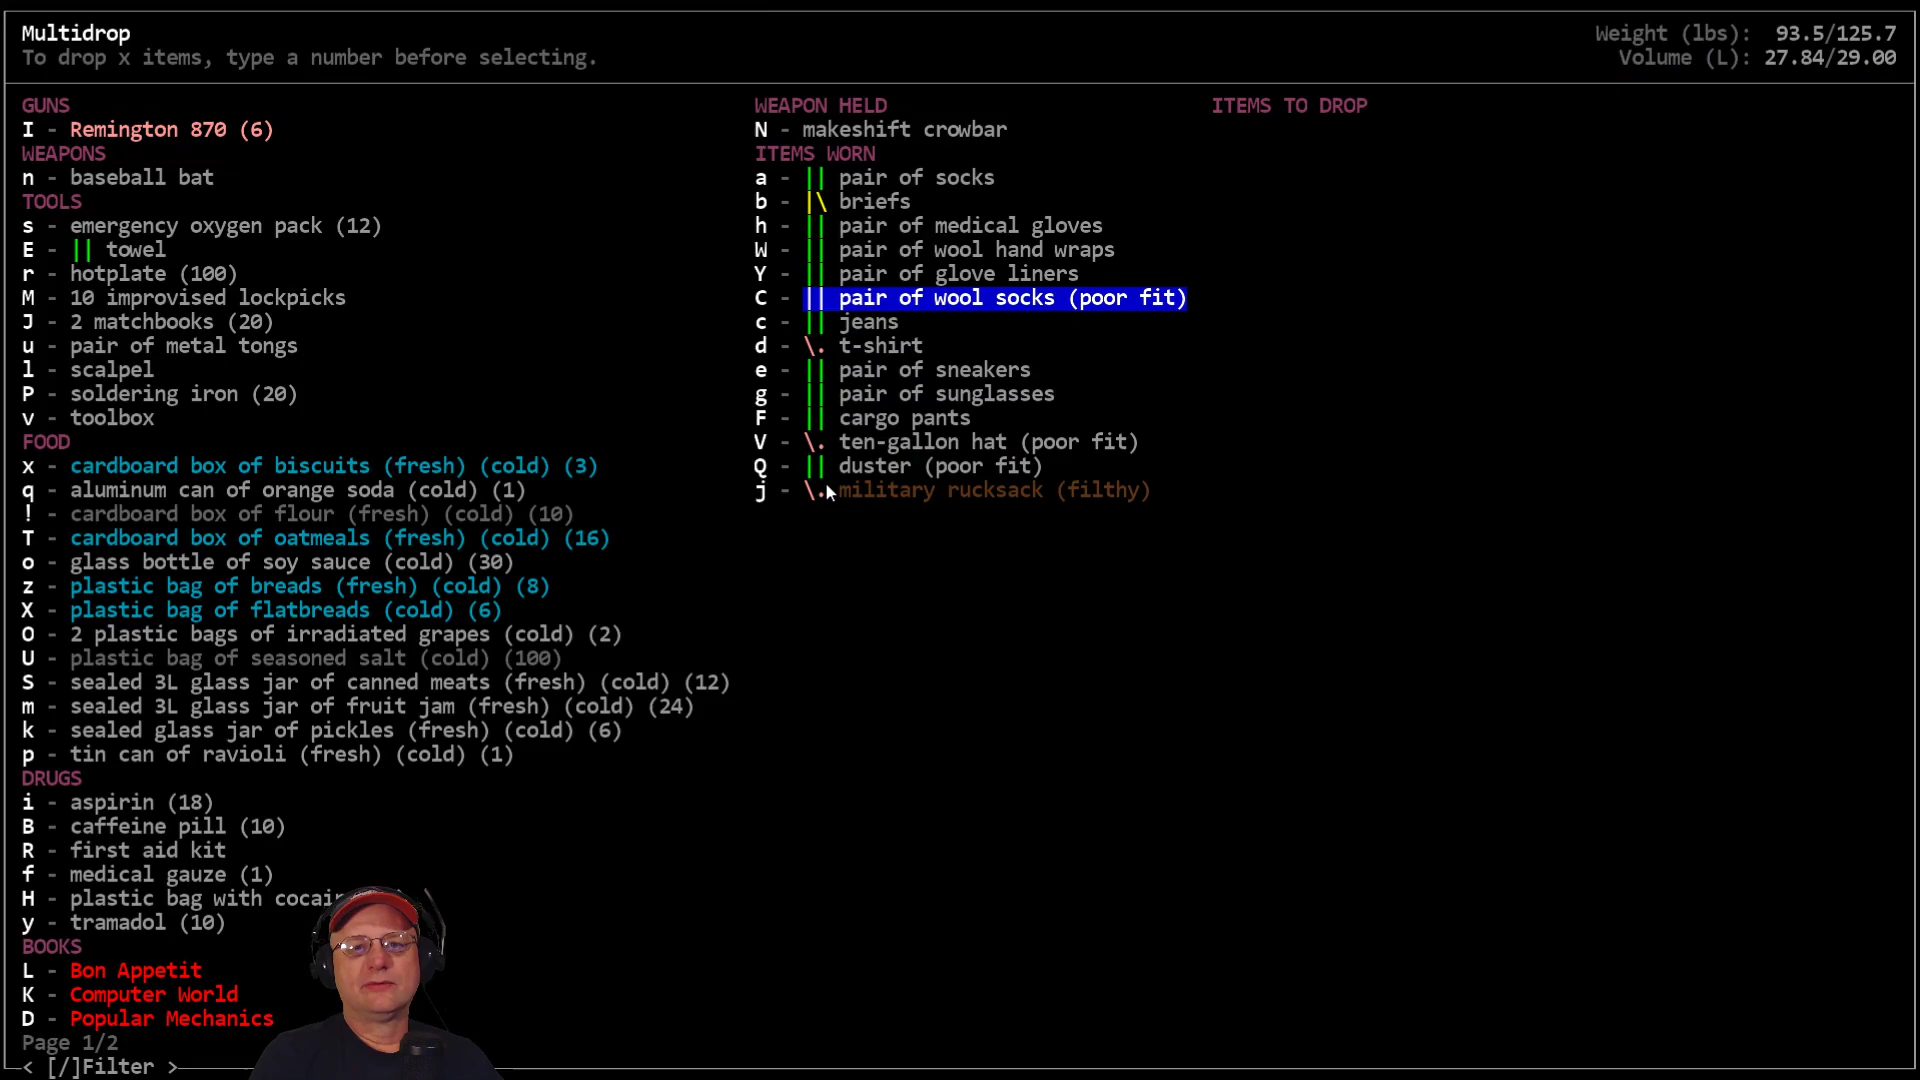 Multidrop
To drop x items, type a number before selecting.
Weight (lbs): 93.5/125.7
Volume (L): 27.84/29.00
GUNS
I - Remington 870 (6)
WEAPONS
n - baseball bat
TOOLS
s - emergency oxygen pack (12)
E - || towel
r - hotplate (100)
M - 10 improvised lockpicks
J - 2 matchbooks (20)
u - pair of metal tongs
l - scalpel
P - soldering iron (20)
v - toolbox
FOOD
x - cardboard box of biscuits (fresh) (cold) (3)
q - aluminum can of orange soda (cold) (1)
! - cardboard box of flour (fresh) (cold) (10)
T - cardboard box of oatmeals (fresh) (cold) (16)
o - glass bottle of soy sauce (cold) (30)
z - plastic bag of breads (fresh) (cold) (8)
X - plastic bag of flatbreads (cold) (6)
O - 2 plastic bags of irradiated grapes (cold) (2)
U - plastic bag of seasoned salt (cold) (100)
S - sealed 3L glass jar of canned meats (fresh) (cold) (12)
m - sealed 3L glass jar of fruit jam (fresh) (cold) (24)
k - sealed glass jar of pickles (fresh) (cold) (6)
p - tin can of ravioli (fresh) (cold) (1)
DRUGS
i - aspirin (18)
B - caffeine pill (10)
R - first aid kit
f - medical gauze (1)
H - plastic bag with cocai
y - tramadol (10)
BOOKS
L - Bon Appetit
K - Computer World
D - Popular Mechanics
Page 1/2
< [/]Filter >
WEAPON HELD
N - makeshift crowbar
ITEMS WORN
a - || pair of socks
b - |\ briefs
h - || pair of medical gloves
W - || pair of wool hand wraps
Y - || pair of glove liners
C - || pair of wool socks (poor fit)
c - || jeans
d - \. t-shirt
e - || pair of sneakers
g - || pair of sunglasses
F - || cargo pants
V - \. ten-gallon hat (poor fit)
Q - || duster (poor fit)
j - \. military rucksack (filthy)
ITEMS TO DROP